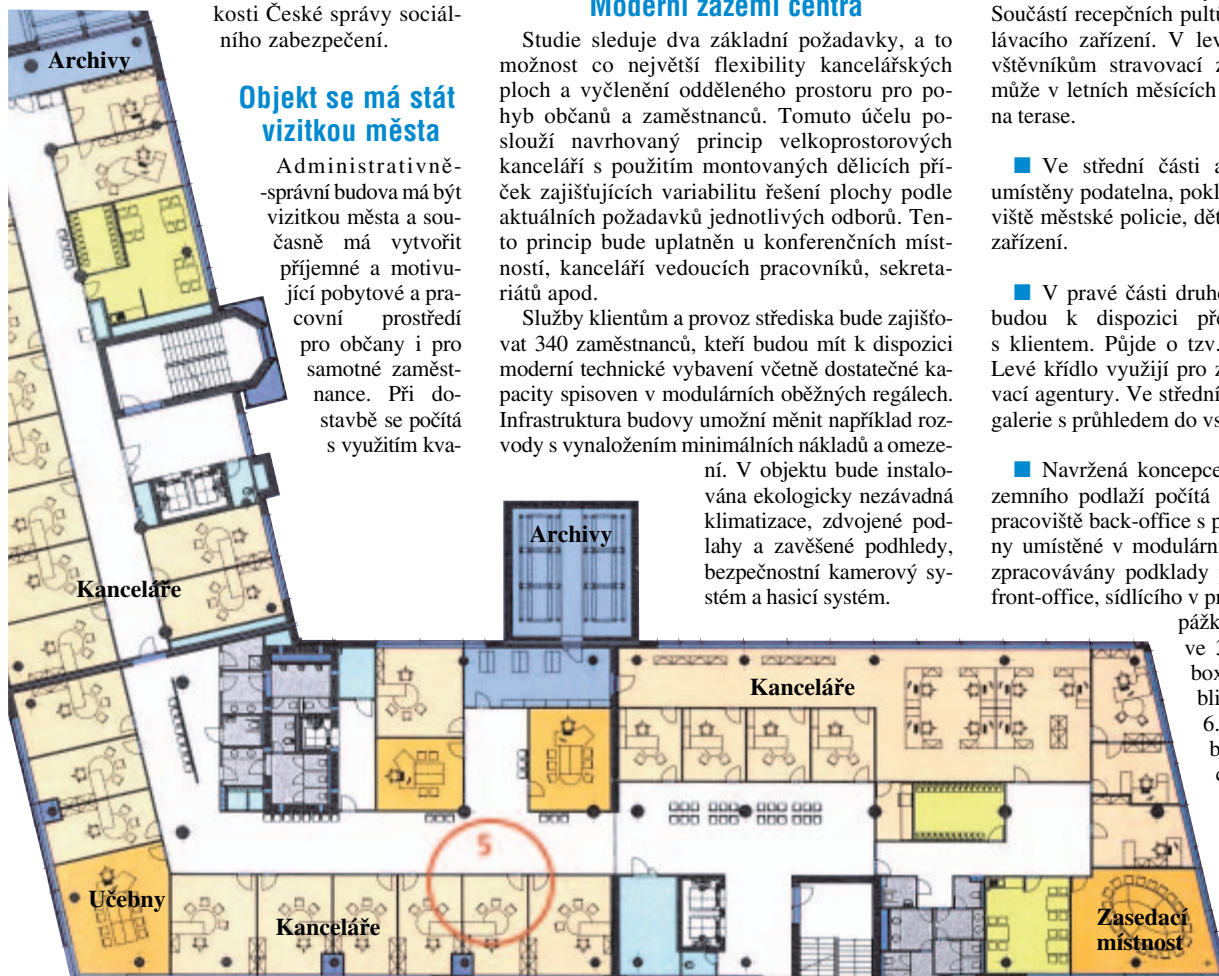 kosti České správy sociál-
ního zabezpečení.
Objekt se má stát
vizitkou města
Administrativně-
-správní budova má být
vizitkou města a sou-
časně má vytvořit
příjemné a motivu-
jící pobytové a pra-
covní prostředí
pro občany i pro
samotné zaměst-
nance. Při do-
stavbě se počítá
s využitím kva-
Moderní zázemí centra
Studie sleduje dva základní požadavky, a to
možnost co největší flexibility kancelářských
ploch a vyčlenění odděleného prostoru pro po-
hyb občanů a zaměstnanců. Tomuto účelu po-
slouží navrhovaný princip velkoprostorových
kanceláří s použitím montovaných dělicích pří-
ček zajišťujících variabilitu řešení plochy podle
aktuálních požadavků jednotlivých odborů. Ten-
to princip bude uplatněn u konferenčních míst-
ností, kanceláří vedoucích pracovníků, sekreta-
riátů apod.
Služby klientům a provoz střediska bude zajišťo-
vat 340 zaměstnanců, kteří budou mít k dispozici
moderní technické vybavení včetně dostatečné ka-
pacity spisoven v modulárních oběžných regálech.
Infrastruktura budovy umožní měnit například roz-
vody s vynaložením minimálních nákladů a omeze-
ní. V objektu bude instalo-
vána ekologicky nezávadná
klimatizace, zdvojené pod-
lahy a zavěšené podhledy,
bezpečnostní kamerový sy-
stém a hasicí systém.
Součástí recepčních pultů
lávacího zařízení. V lev
vštěvníkům stravovací z
může v letních měsících
na terase.
■ Ve střední části a
umístěny podatelna, pokl
viště městské policie, dět
zařízení.
■ V pravé části druhé
budou k dispozici pře
s klientem. Půjde o tzv.
Levé křídlo využijí pro z
vací agentury. Ve střední
galerie s průhledem do vs
■ Navržená koncepce
zemního podlaží počítá
pracoviště back-office s p
ny umístěné v modulárn
zpracovávány podklady
front-office, sídlícího v pr
pážk
ve 3
box
bli
6.
b
Archivy
Kanceláře
Archivy
Kanceláře
5
Učebny
Kanceláře
Zasedací
místnost